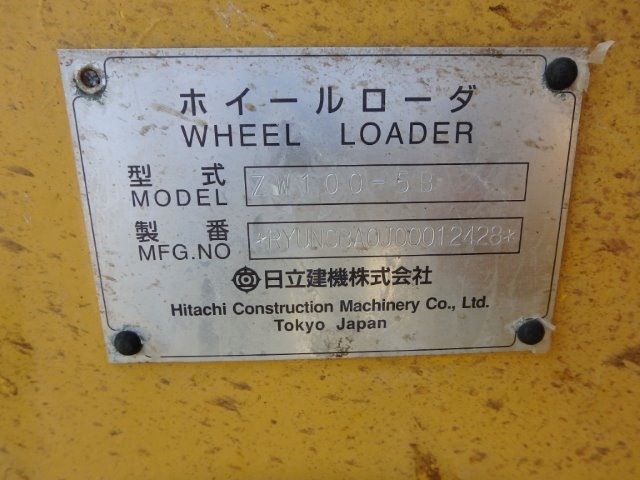 ホイールローダ
WHEEL LOADER
型式 ZW100-5B
MODEL
製番 *RYUNCBA0J00012428*
MFG.NO
日立建機株式会社
Hitachi Construction Machinery Co., Ltd.
Tokyo Japan